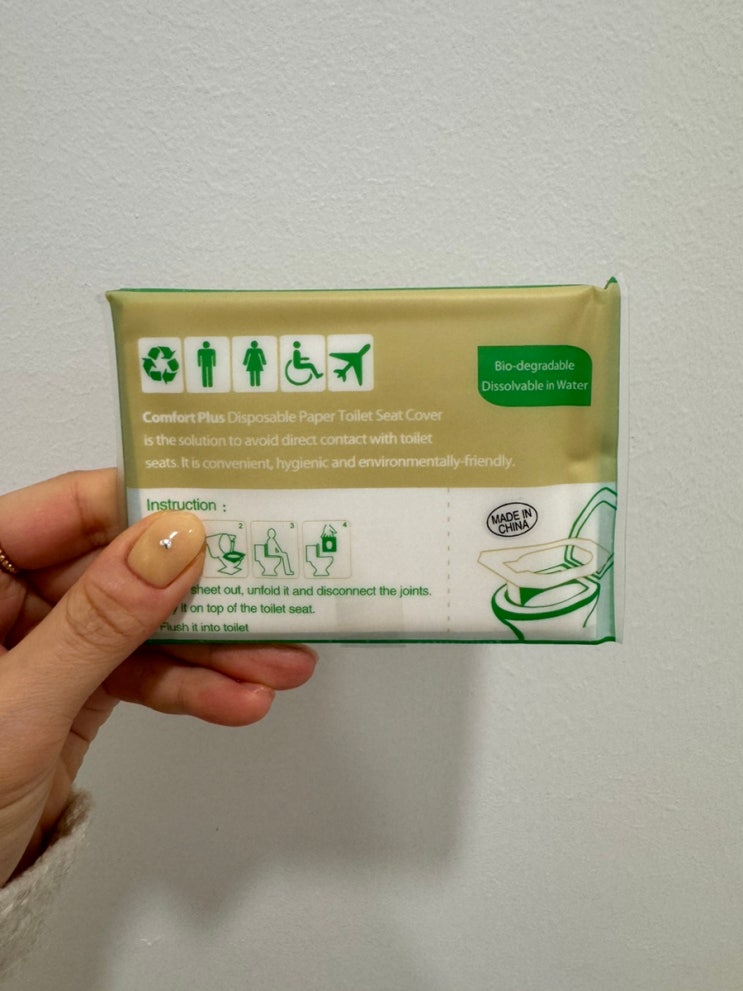 Bio-degradable
Dissolvable in Water
Comfort Plus Disposable Paper Toilet Seat Cover
is the solution to avoid direct contact with toilet
seats. It is convenient, hygienic and environmentally-friendly.
Instruction :
2
3
4
MADE IN
CHINA
sheet out, unfold it and disconnect the joints.
it on top of the toilet seat.
Flush it into toilet